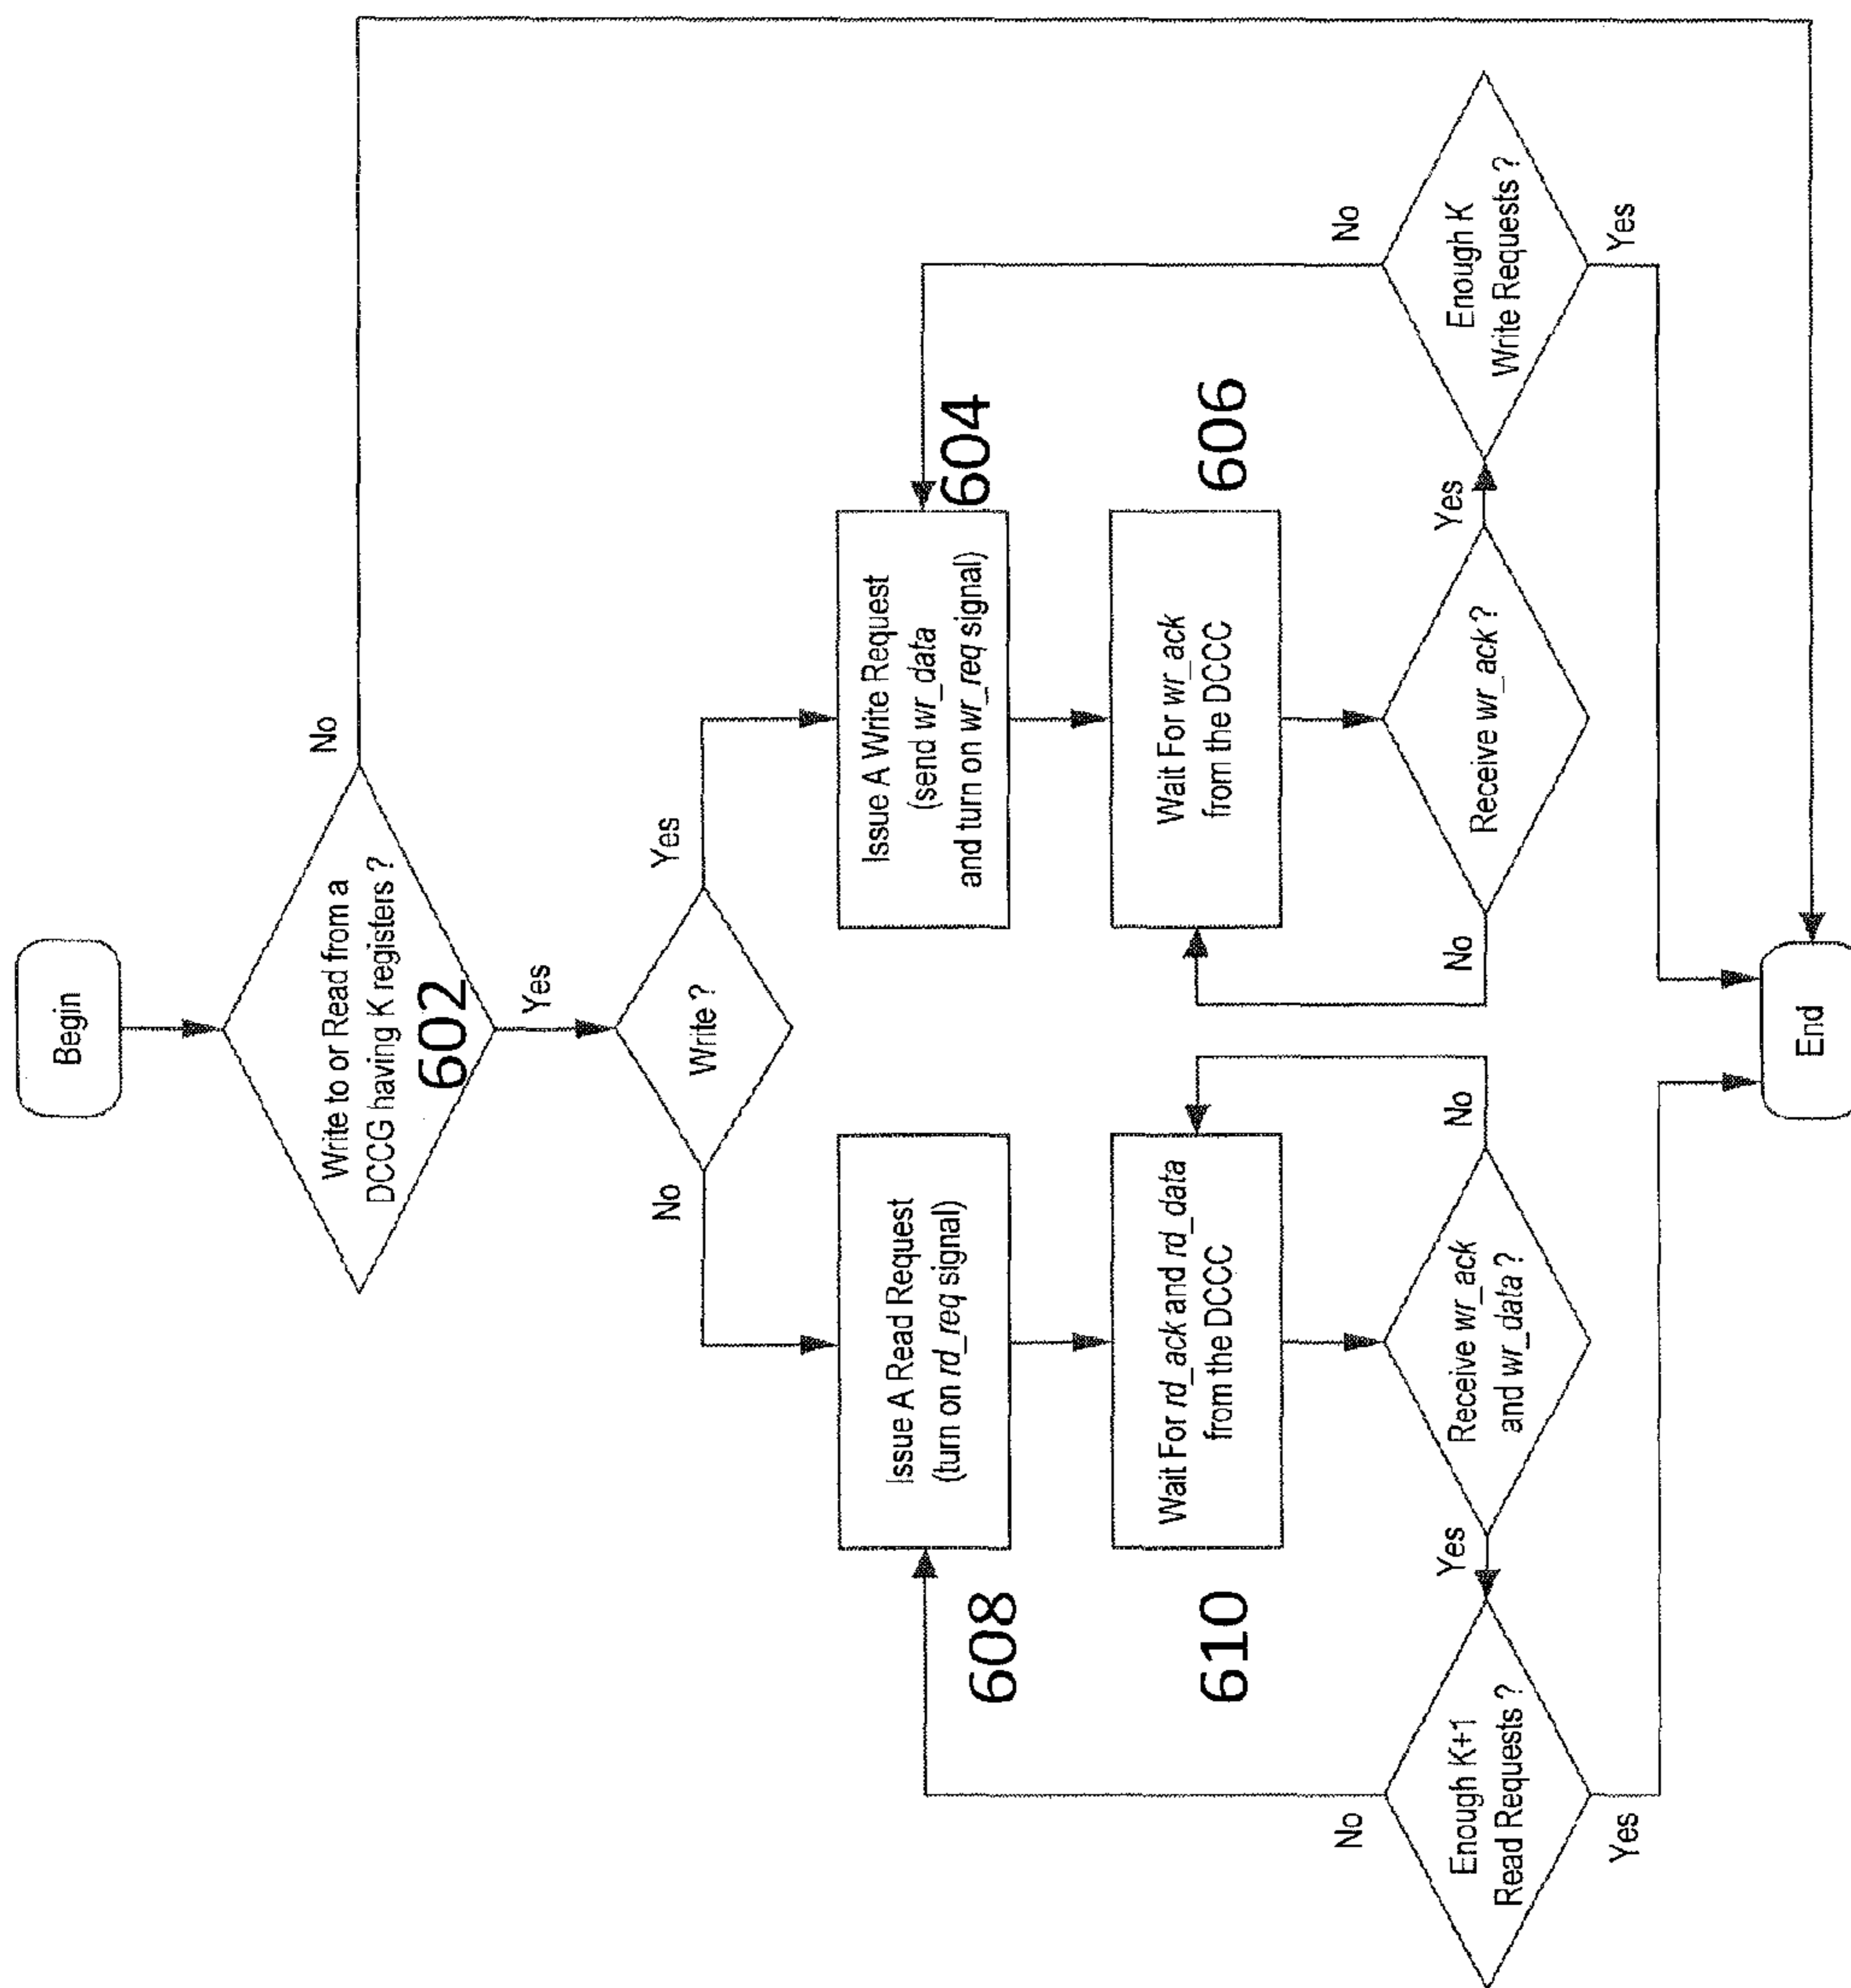 Begin
Write to or Read from a
DCCG having K registers ?
602
No
Yes
Write ?
No
Yes
Issue A Read Request
(turn on rd_req signal)
608
Issue A Write Request
(send wr_data
and turn on wr_req signal)
604
Wait For rd_ack and rd_data
from the DCCC
610
Wait For wr_ack
from the DCCC
606
Enough K+1
Read Requests ?
No
Yes
Yes
Receive wr_ack
and wr_data ?
No
No
Receive wr_ack ?
Yes
Enough K
Write Requests ?
No
Yes
End